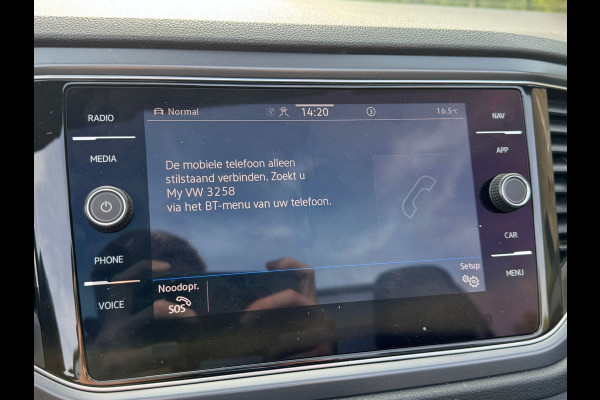 RADIO
MEDIA
PHONE
VOICE
Normal
14:20
3
16.5°C
De mobiele telefoon alleen
stilstaand verbinden. Zoekt u
My VW 3258
via het BT-menu van uw telefoon.
Noodopr.
SOS
Setup
NAV
APP
CAR
MENU